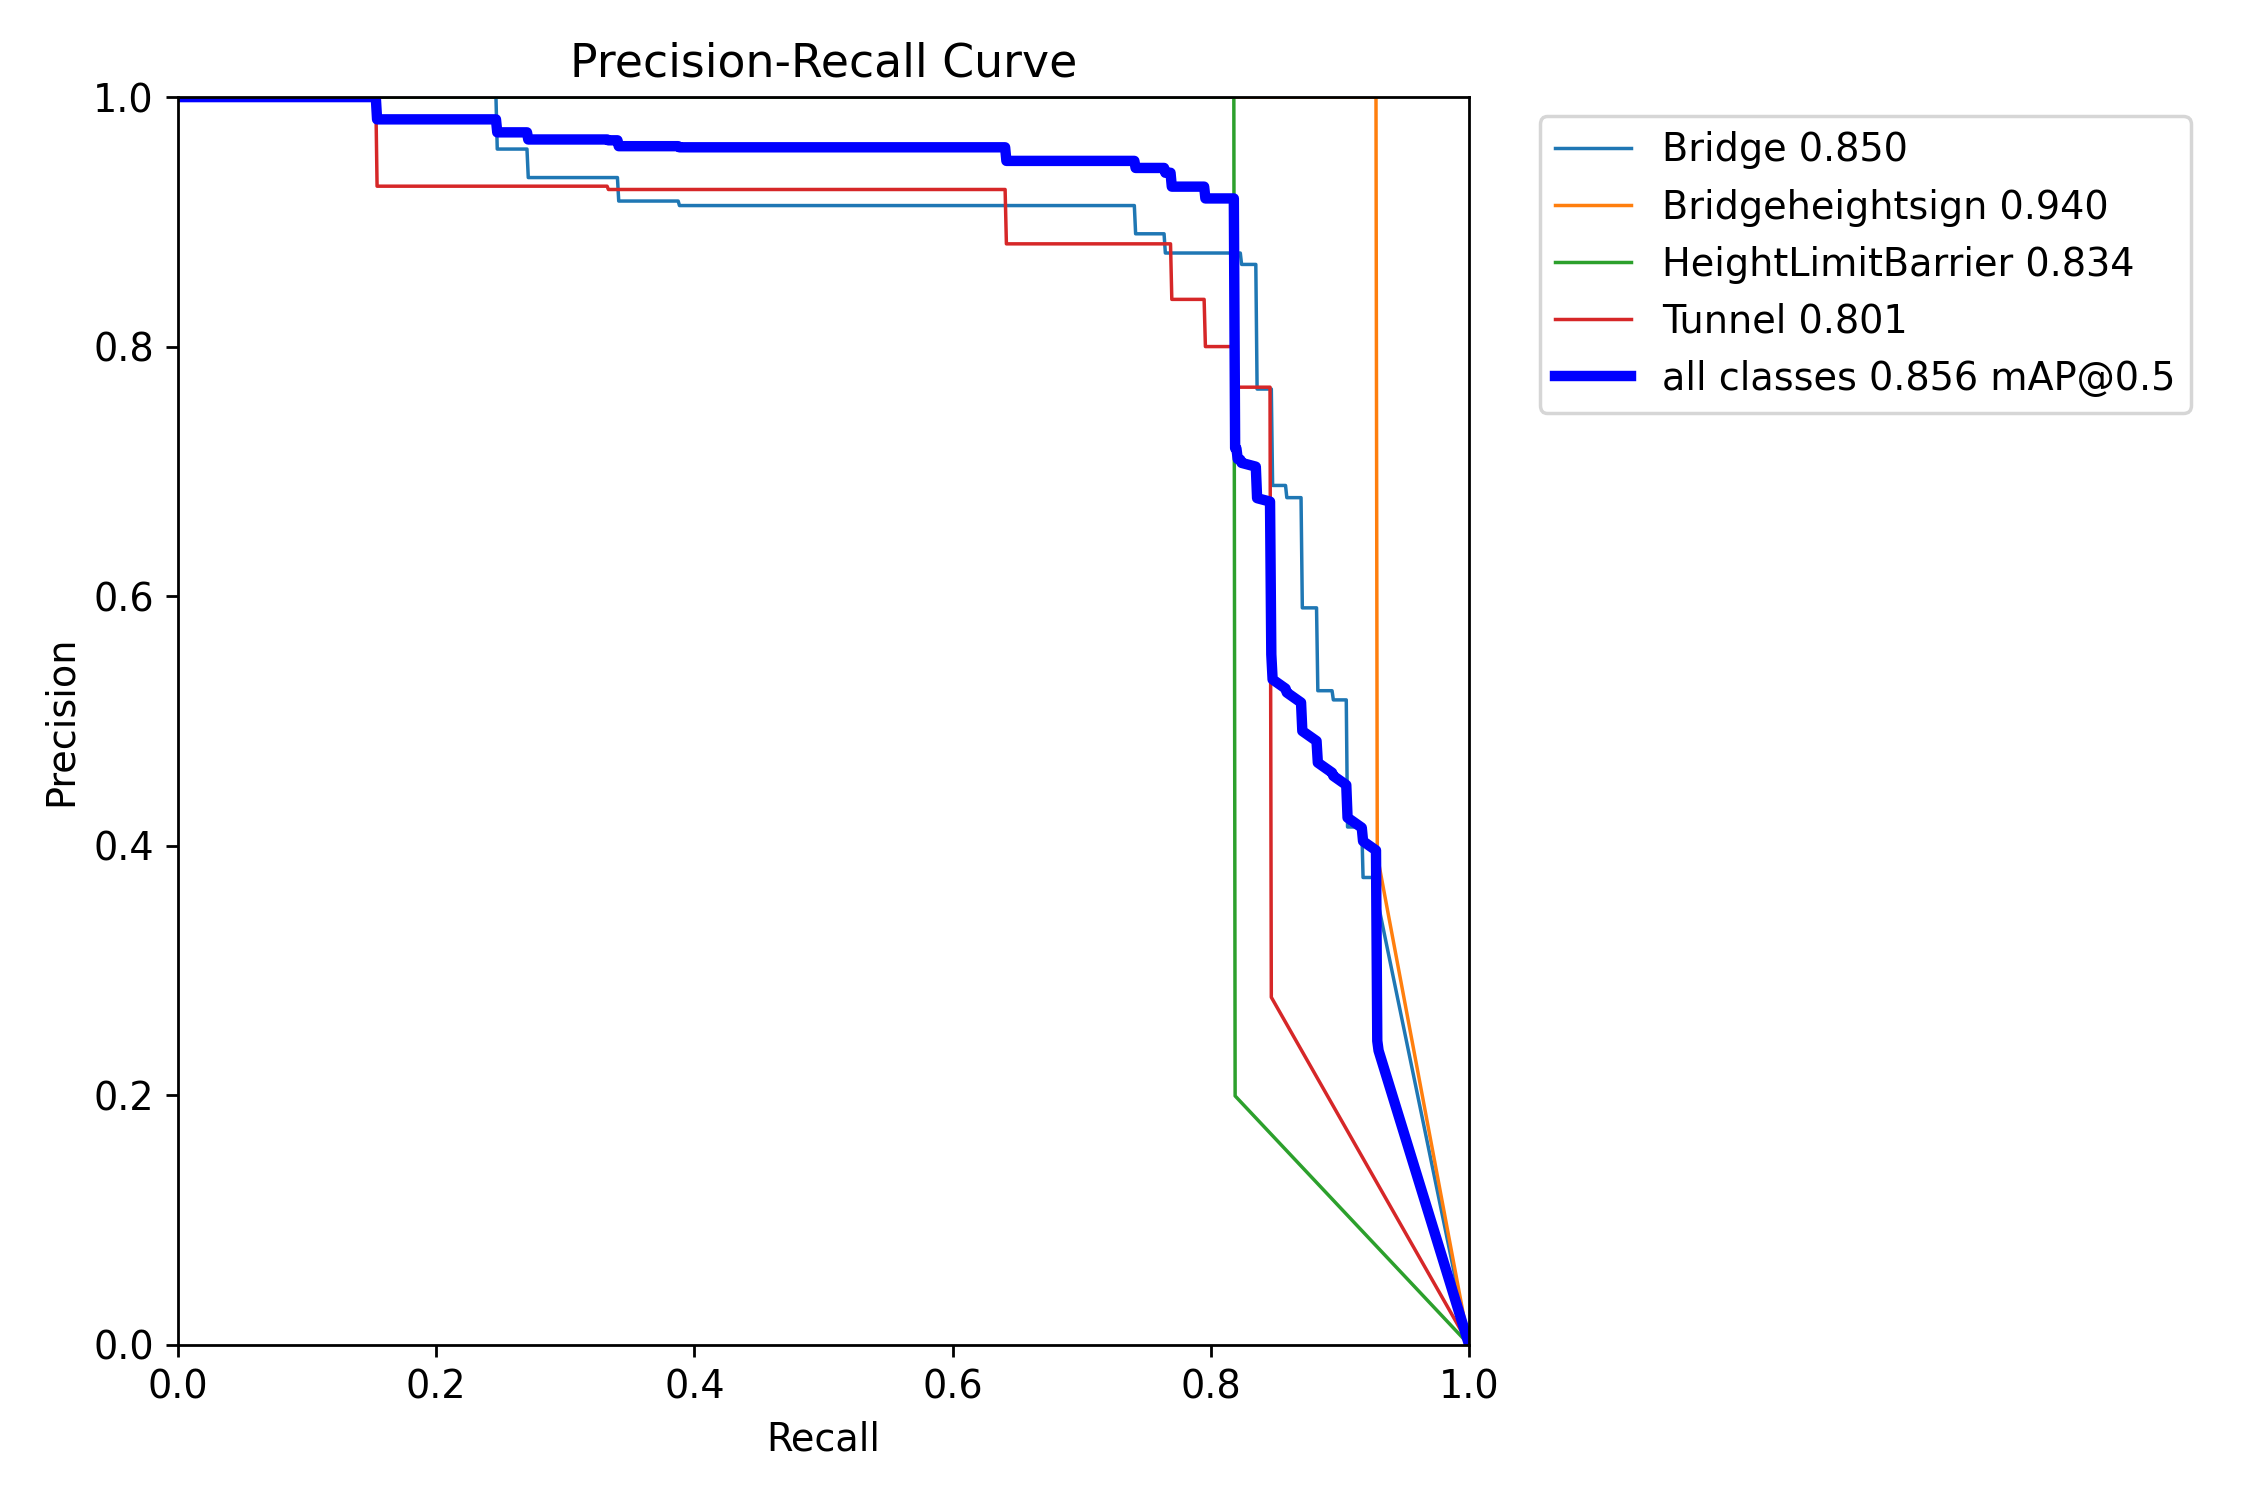 Precision-Recall Curve
1.0
0.8
0.6
0.4
0.2
0.0
Precision
0.0 0.2 0.4 0.6 0.8 1.0
Recall
Bridge 0.850
Bridgeheightsign 0.940
HeightLimitBarrier 0.834
Tunnel 0.801
all classes 0.856 mAP@0.5